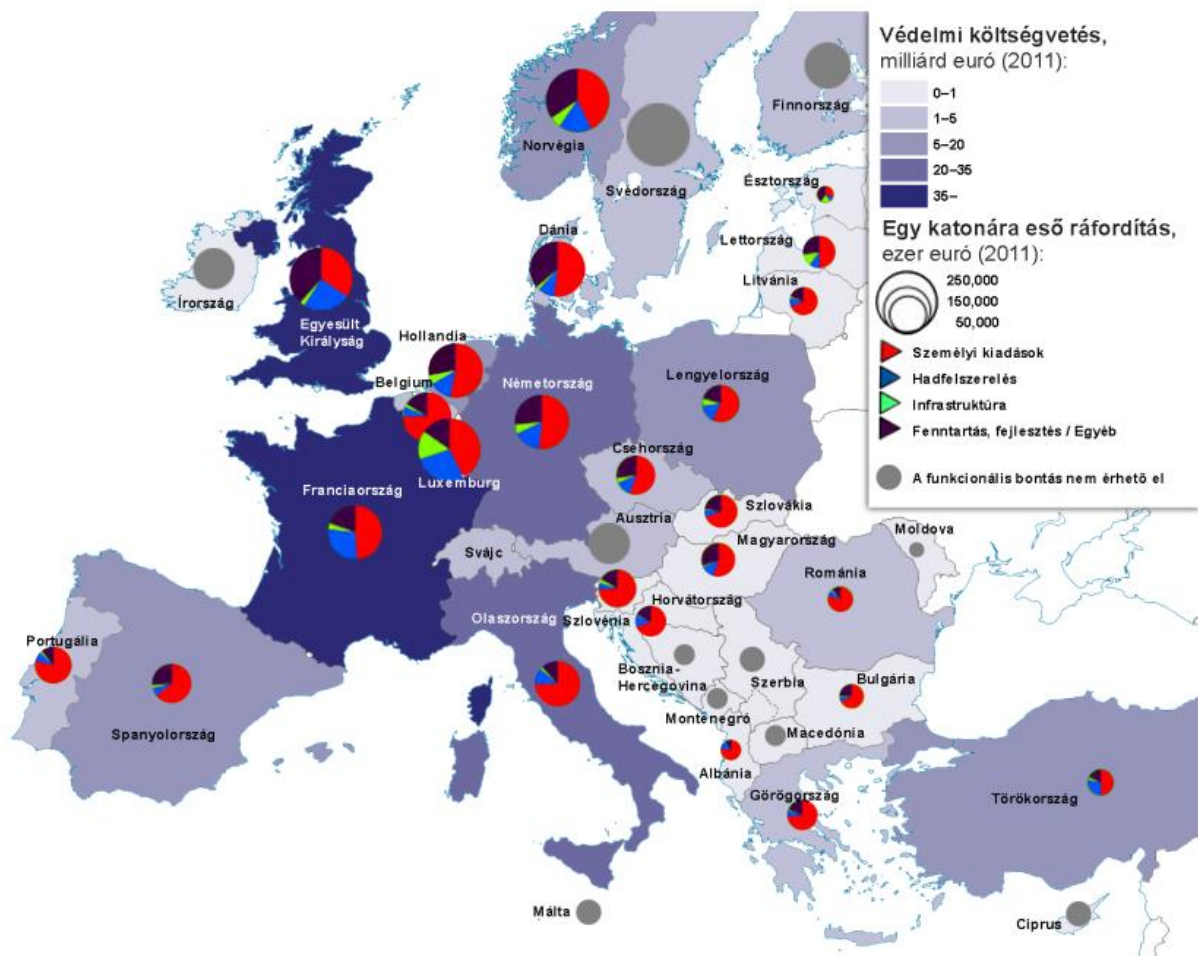 Védelmi költségvetés,
milliárd euró (2011):
0–1
1–5
5–20
20–35
35–
Egy katonára eső ráfordítás,
ezer euró (2011):
250,000
150,000
50,000
Személyi kiadások
Hadfelszerelés
Infrastruktúra
Fenntartás, fejlesztés / Egyéb
A funkcionális bontás nem érhető el
Finnország
Norvégia
Svédország
Észtország
Dánia
Lettország
Litvánia
Írország
Egyesült
Királyság
Hollandia
Belgium
Németország
Lengyelország
Csehország
Luxemburg
Franciaország
Szlovákia
Ausztria
Moldova
Magyarország
Svájc
Románia
Horvátország
Olaszország
Szlovénia
Portugália
Bosznia-
Hercegovina
Szerbia
Bulgária
Spanyolország
Montenegró
Macedónia
Albánia
Görögország
Törökország
Málta
Ciprus